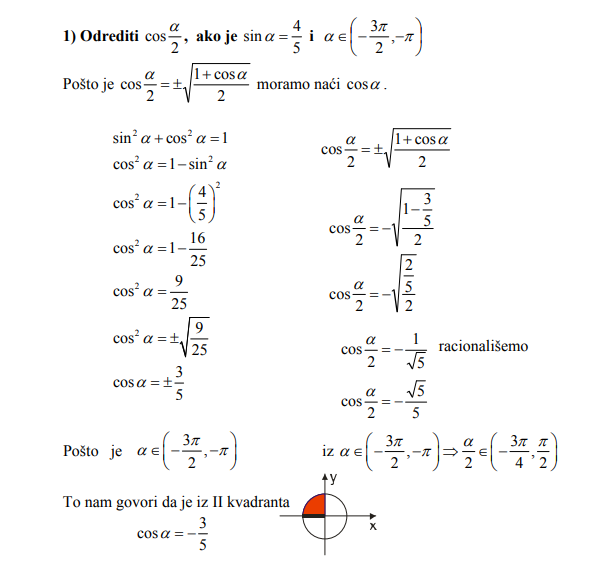 1) Odrediti cos α/2, ako je sin α = 4/5 i α ∈ (−3π/2, −π)
Pošto je cos α/2 = ±√((1 + cos α)/2) moramo naći cos α.
sin² α + cos² α = 1
cos² α = 1 − sin² α
cos² α = 1 − (4/5)²
cos² α = 1 − 16/25
cos² α = 9/25
cos² α = ±√(9/25)
cos α = ±3/5
Pošto je α ∈ (−3π/2, −π)
To nam govori da je iz II kvadranta
cos α = −3/5
cos α/2 = ±√((1 + cos α)/2)
cos α/2 = −√((1 − 3/5)/2)
cos α/2 = −√((2/5)/2)
cos α/2 = −1/√5 racionališemo
cos α/2 = −√5/5
iz α ∈ (−3π/2, −π) ⇒ α/2 ∈ (−3π/4, π/2)
y
x